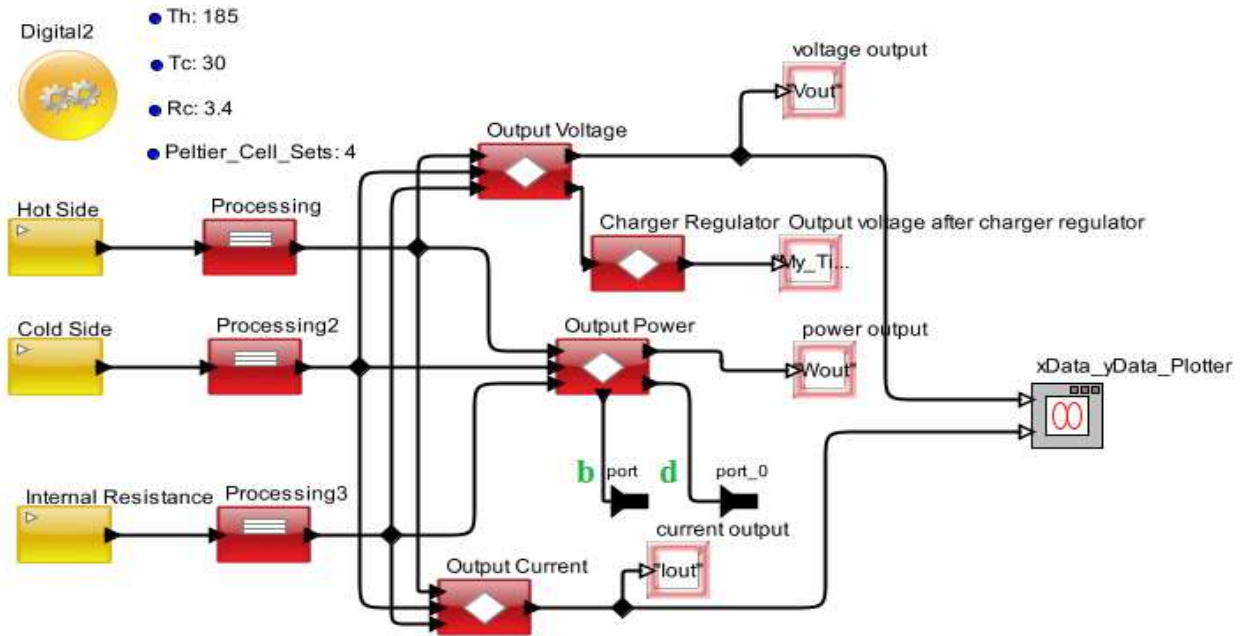 Digital2
Th: 185
Tc: 30
Rc: 3.4
Peltier_Cell_Sets: 4
voltage output
"Vout"
Output Voltage
Hot Side
Processing
Charger Regulator
Output voltage after charger regulator
"My_Ti...
Cold Side
Processing2
Output Power
power output
"Wout"
xData_yData_Plotter
b
port
d
port_0
Internal Resistance
Processing3
current output
"Iout"
Output Current